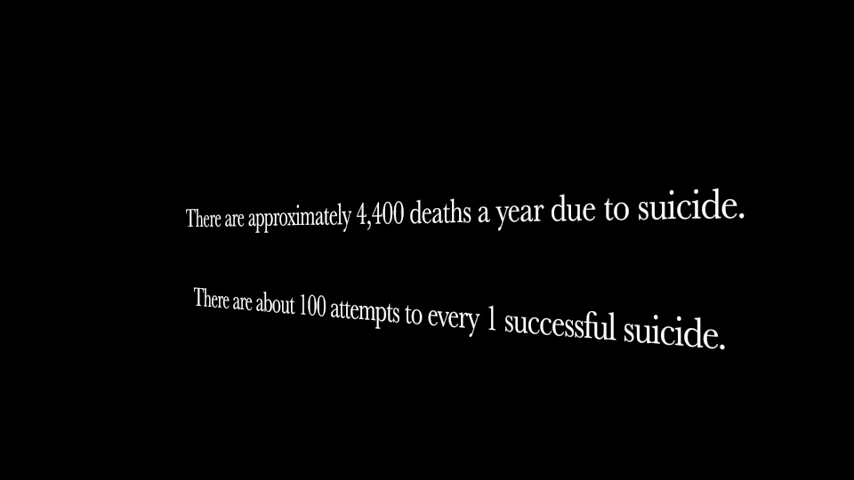 There are approximately 4,400 deaths a year due to suicide.
There are about 100 attempts to every 1 successful suicide.